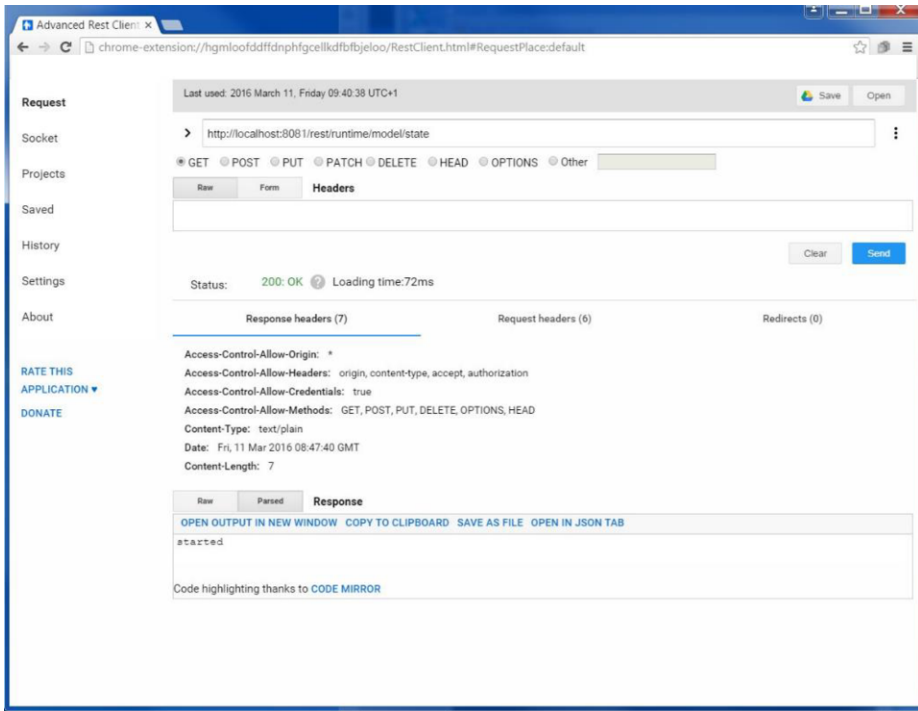 Advanced Rest Client
chrome-extension://hgmloofddffdnphfgcellkdfbfbjeloo/RestClient.html#RequestPlace:default
Request
Socket
Projects
Saved
History
Settings
About
RATE THIS
APPLICATION ▾
DONATE
Last used: 2016 March 11, Friday 09:40:38 UTC+1
Save Open
http://localhost:8081/rest/runtime/model/state
GET POST PUT PATCH DELETE HEAD OPTIONS Other
Raw Form Headers
Clear Send
Status: 200: OK ? Loading time:72ms
Response headers (7) Request headers (6) Redirects (0)
Access-Control-Allow-Origin: *
Access-Control-Allow-Headers: origin, content-type, accept, authorization
Access-Control-Allow-Credentials: true
Access-Control-Allow-Methods: GET, POST, PUT, DELETE, OPTIONS, HEAD
Content-Type: text/plain
Date: Fri, 11 Mar 2016 08:47:40 GMT
Content-Length: 7
Raw Parsed Response
OPEN OUTPUT IN NEW WINDOW COPY TO CLIPBOARD SAVE AS FILE OPEN IN JSON TAB
started
Code highlighting thanks to CODE MIRROR